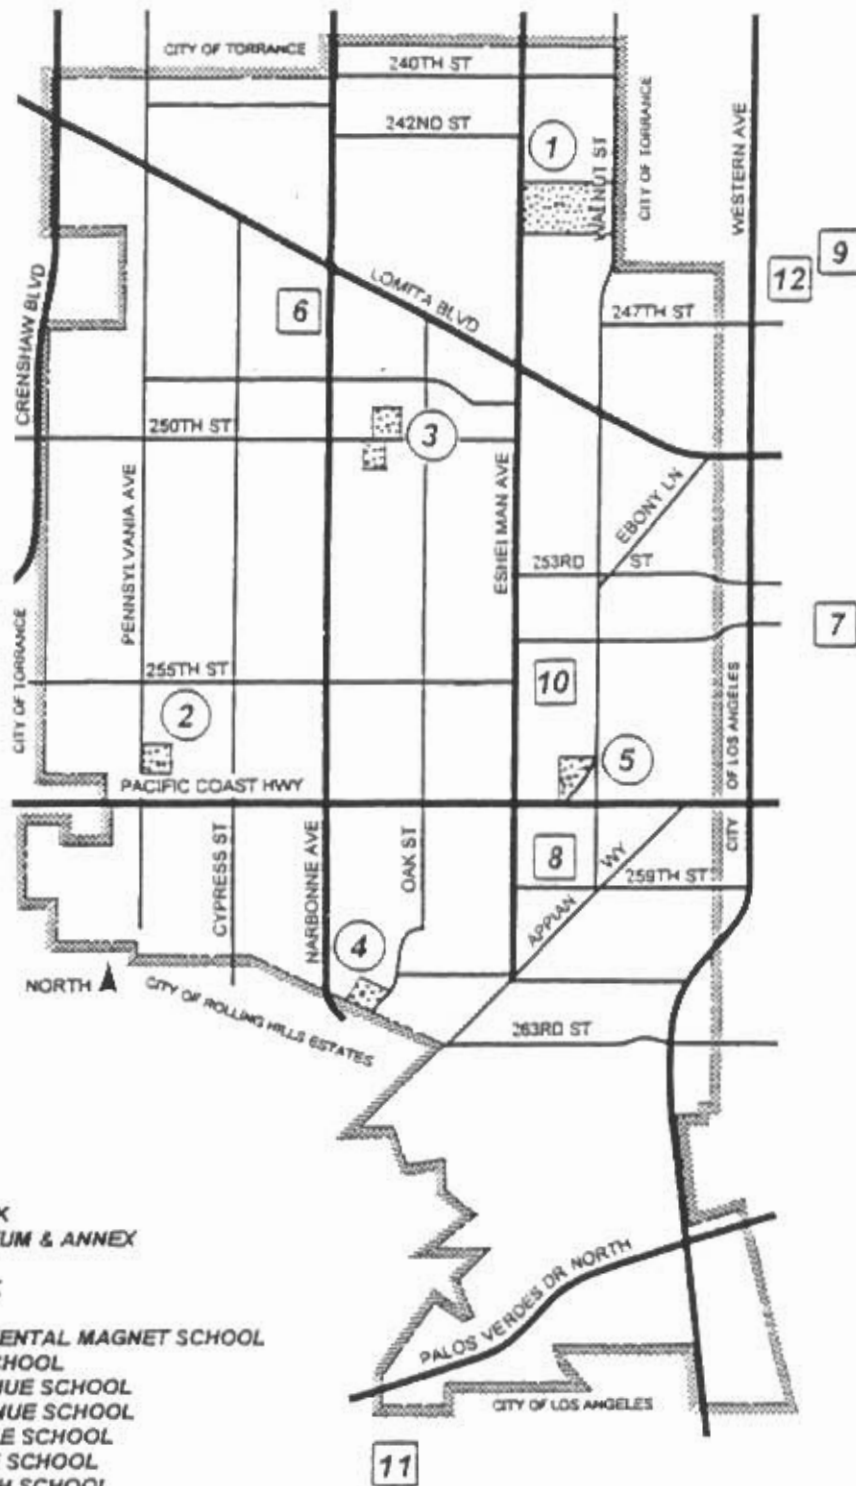 CITY OF TORRANCE
240TH ST
242ND ST
1
WALNUT ST
CITY OF TORRANCE
WESTERN AVE
9
12
CRENSHAW BLVD
6
LOMITA BLVD
247TH ST
250TH ST
3
PENNSYLVANIA AVE
ESHELMAN AVE
EBONY LN
253RD ST
7
CITY OF TORRANCE
255TH ST
10
2
5
CITY OF LOS ANGELES
PACIFIC COAST HWY
CYPRESS ST
NARBONNE AVE
OAK ST
8
APPIAN WY
259TH ST
4
NORTH
CITY OF ROLLING HILLS ESTATES
263RD ST
UM & ANNEX
ENTAL MAGNET SCHOOL
CHOOL
NUE SCHOOL
NUE SCHOOL
LE SCHOOL
SCHOOL
H SCHOOL
PALOS VERDES DR NORTH
CITY OF LOS ANGELES
11